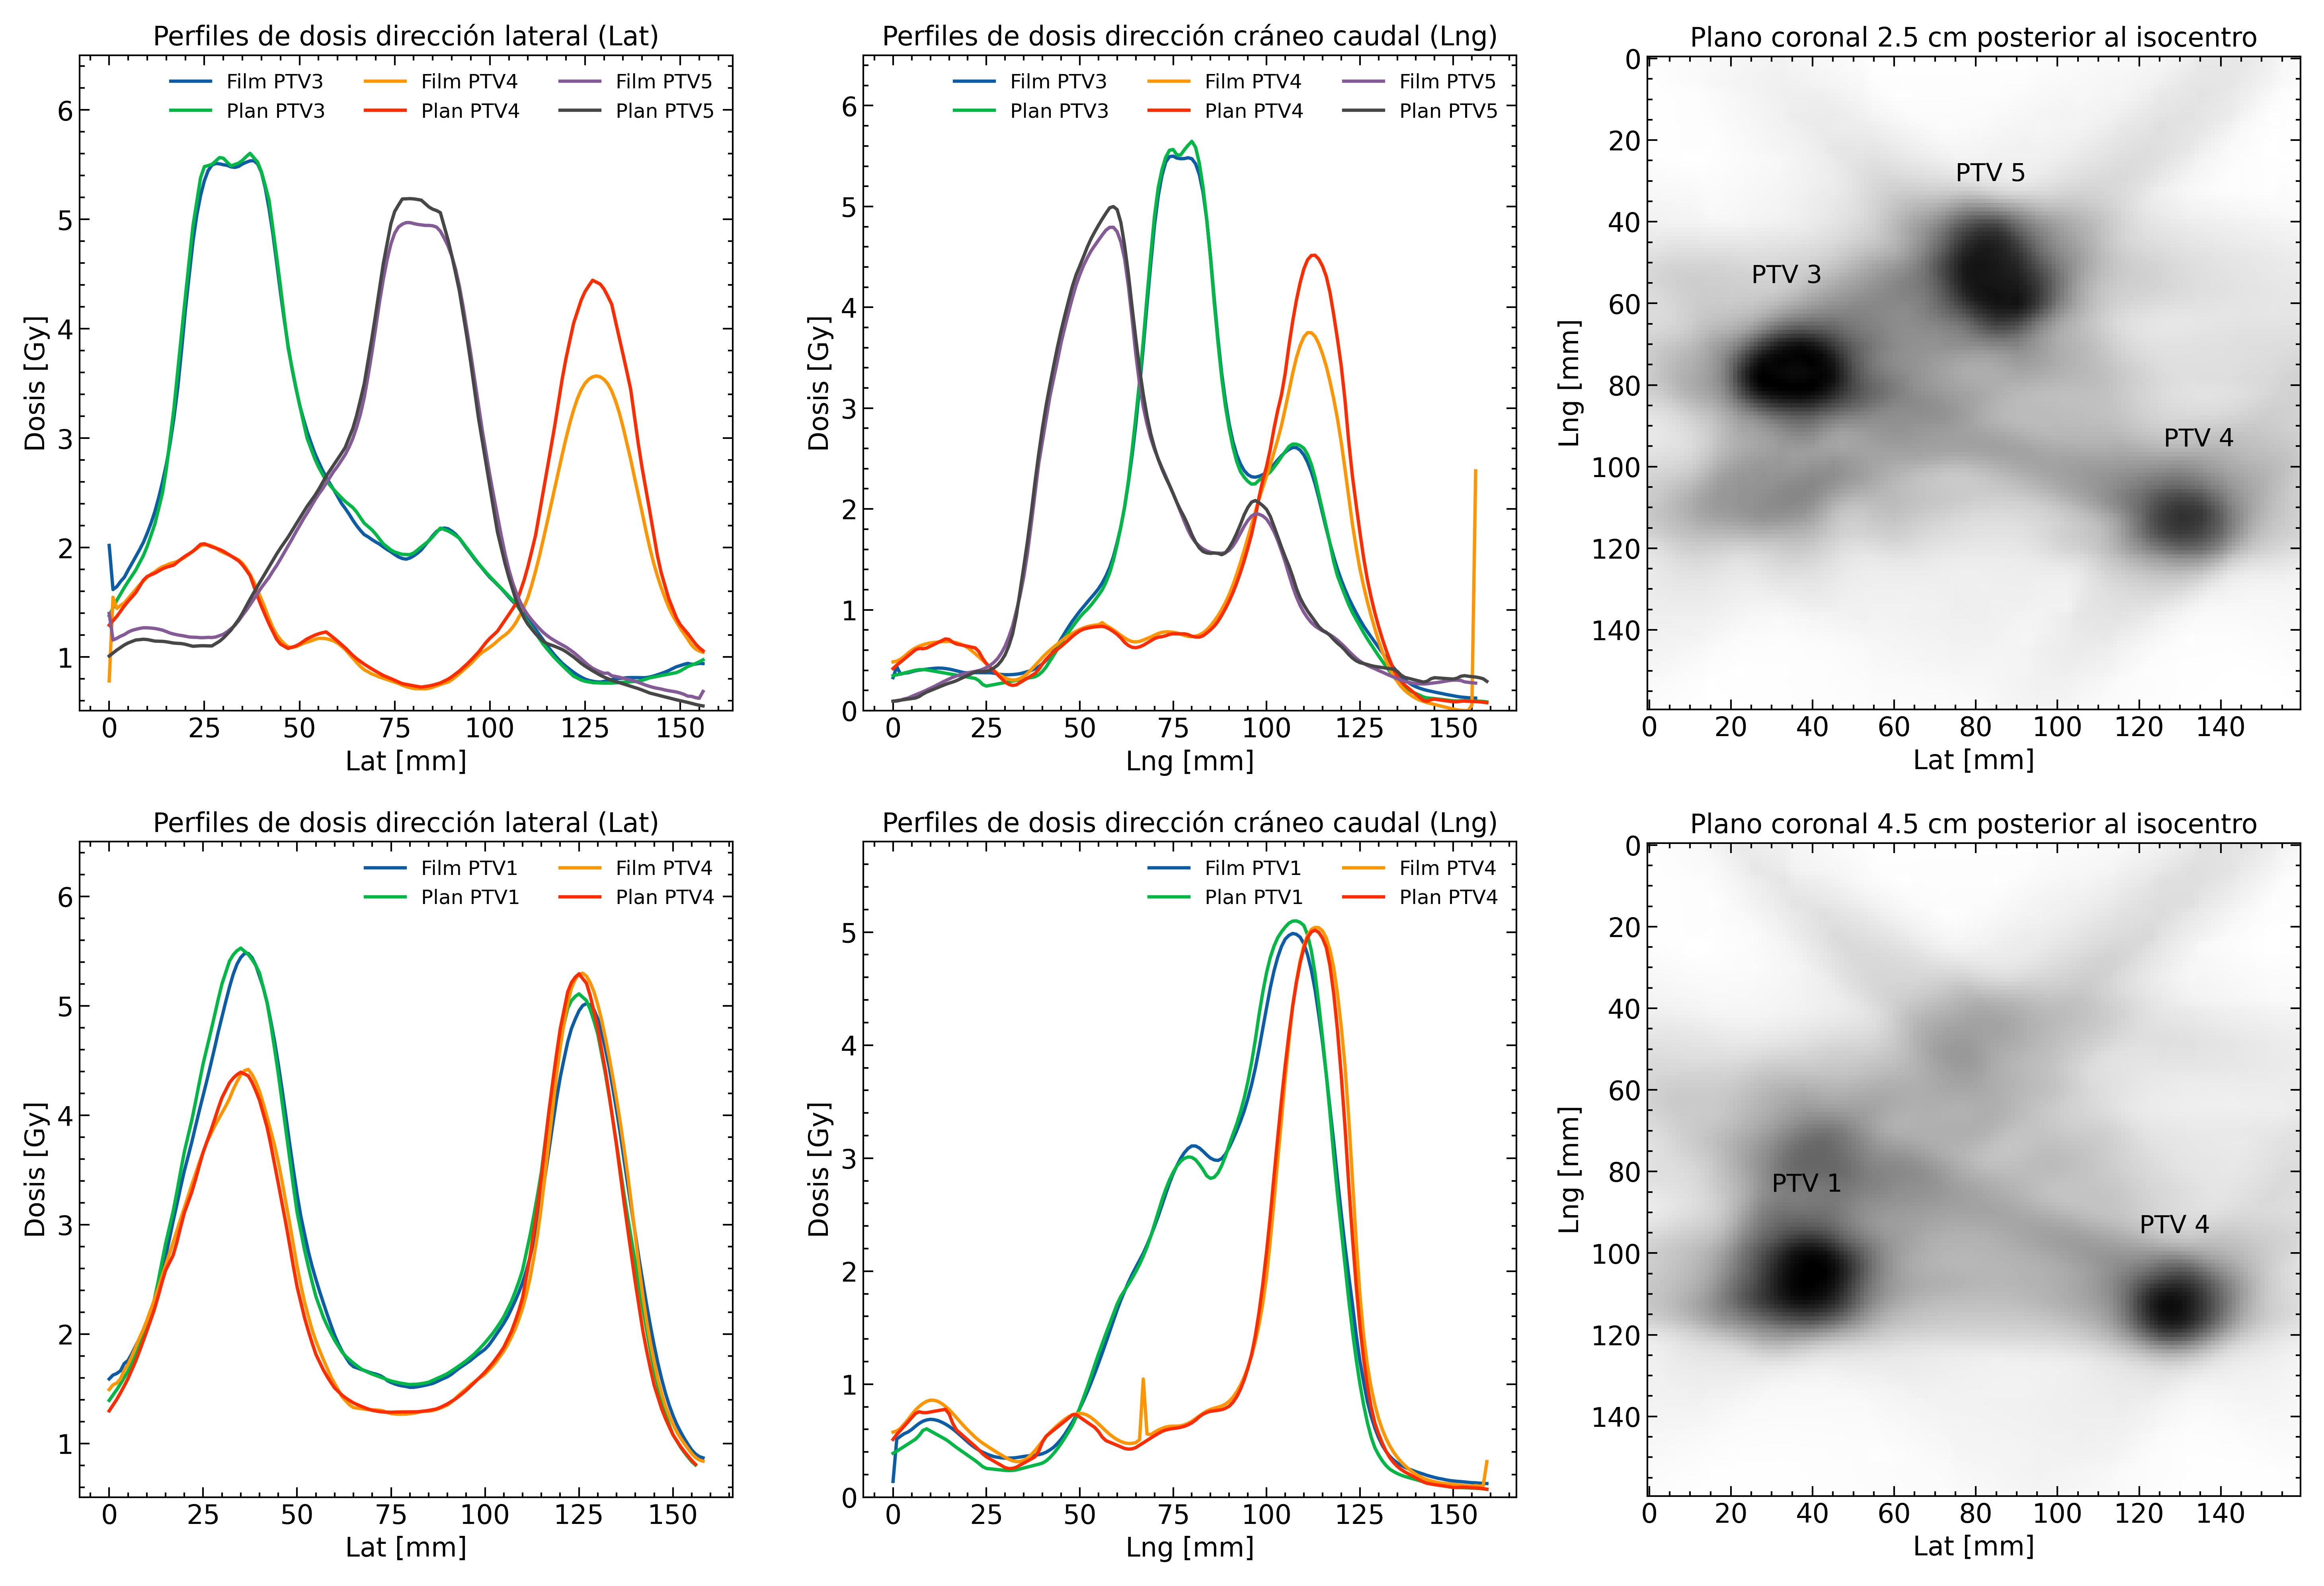 Perfiles de dosis dirección lateral (Lat)
Film PTV3 Film PTV4 Film PTV5
Plan PTV3 Plan PTV4 Plan PTV5
6
5
4
3
2
1
Dosis [Gy]
0 25 50 75 100 125 150
Lat [mm]
Perfiles de dosis dirección cráneo caudal (Lng)
Film PTV3 Film PTV4 Film PTV5
Plan PTV3 Plan PTV4 Plan PTV5
6
5
4
3
2
1
0
Dosis [Gy]
0 25 50 75 100 125 150
Lng [mm]
Plano coronal 2.5 cm posterior al isocentro
0
20
40
60
80
100
120
140
Lng [mm]
PTV 5
PTV 3
PTV 4
0 20 40 60 80 100 120 140
Lat [mm]
Perfiles de dosis dirección lateral (Lat)
Film PTV1 Film PTV4
Plan PTV1 Plan PTV4
6
5
4
3
2
1
Dosis [Gy]
0 25 50 75 100 125 150
Lat [mm]
Perfiles de dosis dirección cráneo caudal (Lng)
Film PTV1 Film PTV4
Plan PTV1 Plan PTV4
5
4
3
2
1
0
Dosis [Gy]
0 25 50 75 100 125 150
Lng [mm]
Plano coronal 4.5 cm posterior al isocentro
0
20
40
60
80
100
120
140
Lng [mm]
PTV 1
PTV 4
0 20 40 60 80 100 120 140
Lat [mm]